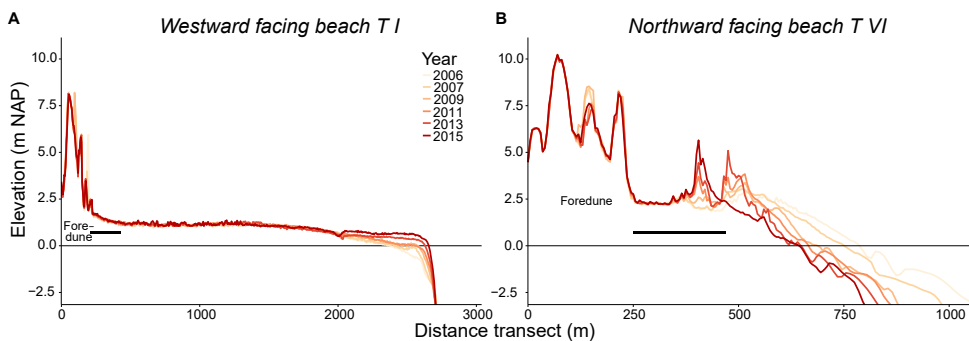 A
Westward facing beach T I
B
Northward facing beach T VI
Elevation (m NAP)
10.0
7.5
5.0
2.5
0.0
−2.5
Year
2006
2007
2009
2011
2013
2015
Fore−
dune
0
1000
2000
3000
10.0
7.5
5.0
2.5
0.0
−2.5
Foredune
0
250
500
750
1000
Distance transect (m)